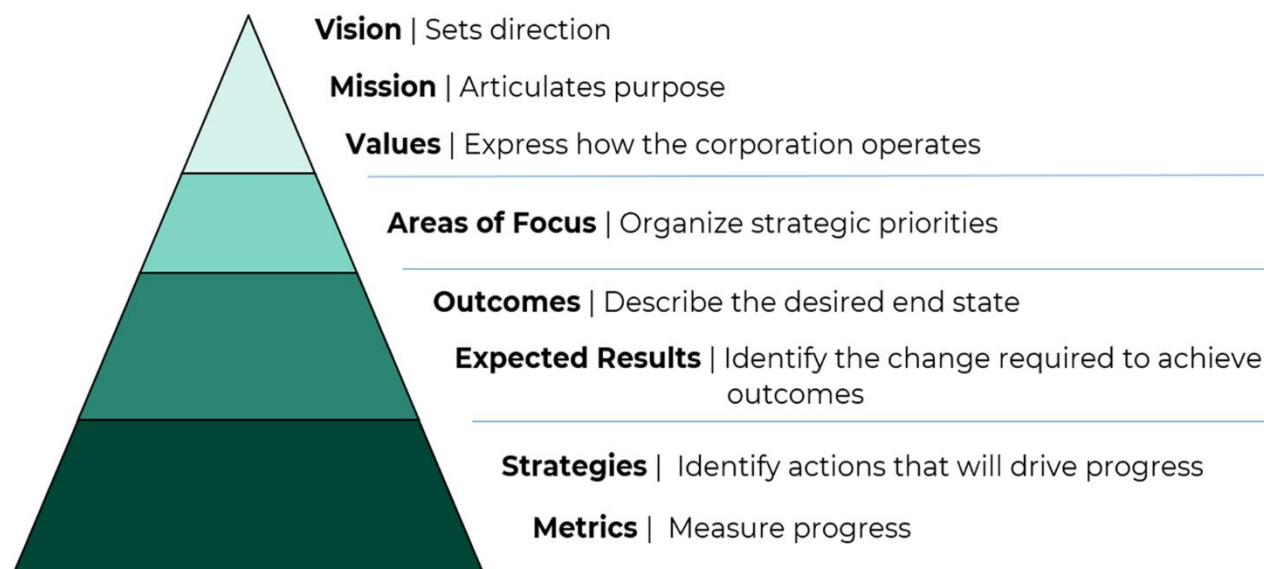 Vision | Sets direction
Mission | Articulates purpose
Values | Express how the corporation operates
Areas of Focus | Organize strategic priorities
Outcomes | Describe the desired end state
Expected Results | Identify the change required to achieve
outcomes
Strategies | Identify actions that will drive progress
Metrics | Measure progress